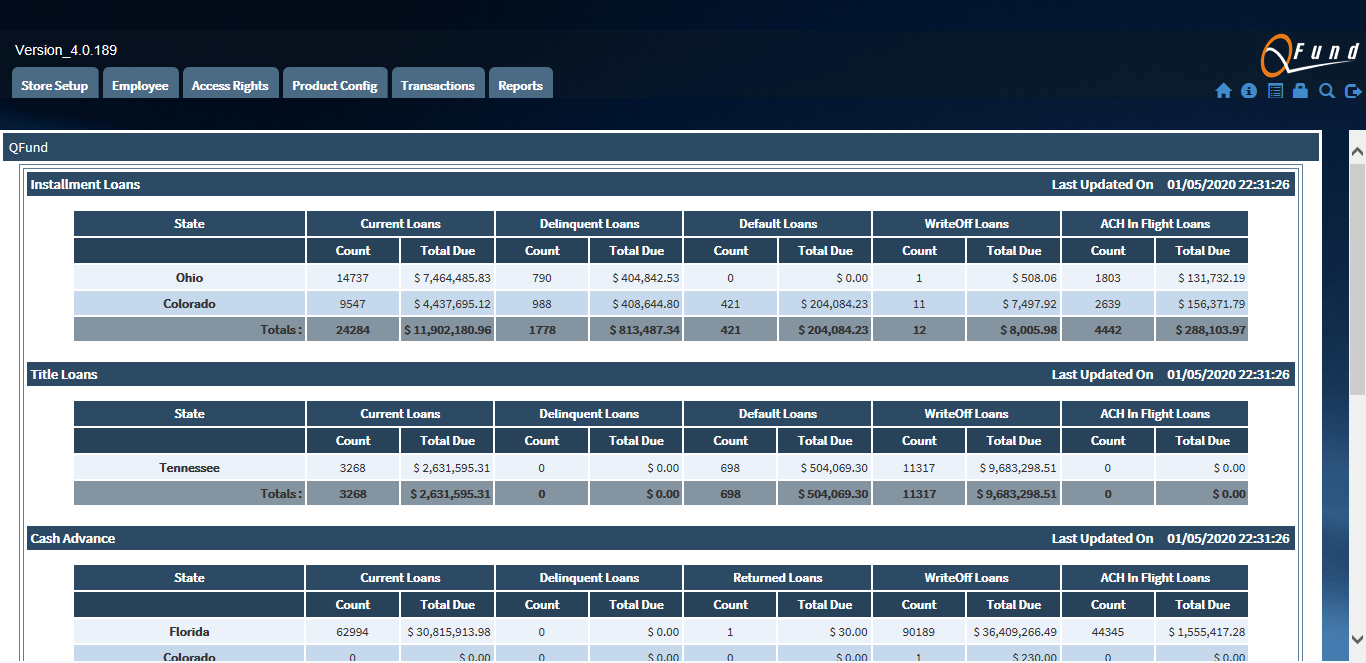 Version_4.0.189
QFund
Store Setup Employee Access Rights Product Config Transactions Reports
QFund
Installment Loans Last Updated On 01/05/2020 22:31:26
State Current Loans Delinquent Loans Default Loans WriteOff Loans ACH In Flight Loans
Count Total Due Count Total Due Count Total Due Count Total Due Count Total Due
Ohio 14737 $ 7,464,485.83 790 $ 404,842.53 0 $ 0.00 1 $ 508.06 1803 $ 131,732.19
Colorado 9547 $ 4,437,695.12 988 $ 408,644.80 421 $ 204,084.23 11 $ 7,497.92 2639 $ 156,371.79
Totals : 24284 $ 11,902,180.96 1778 $ 813,487.34 421 $ 204,084.23 12 $ 8,005.98 4442 $ 288,103.97
Title Loans Last Updated On 01/05/2020 22:31:26
State Current Loans Delinquent Loans Default Loans WriteOff Loans ACH In Flight Loans
Count Total Due Count Total Due Count Total Due Count Total Due Count Total Due
Tennessee 3268 $ 2,631,595.31 0 $ 0.00 698 $ 504,069.30 11317 $ 9,683,298.51 0 $ 0.00
Totals : 3268 $ 2,631,595.31 0 $ 0.00 698 $ 504,069.30 11317 $ 9,683,298.51 0 $ 0.00
Cash Advance Last Updated On 01/05/2020 22:31:26
State Current Loans Delinquent Loans Returned Loans WriteOff Loans ACH In Flight Loans
Count Total Due Count Total Due Count Total Due Count Total Due Count Total Due
Florida 62994 $ 30,815,913.98 0 $ 0.00 1 $ 30.00 90189 $ 36,409,266.49 44345 $ 1,555,417.28
Colorado 0 $ 0.00 0 $ 0.00 0 $ 0.00 1 $ 230.00 0 $ 0.00